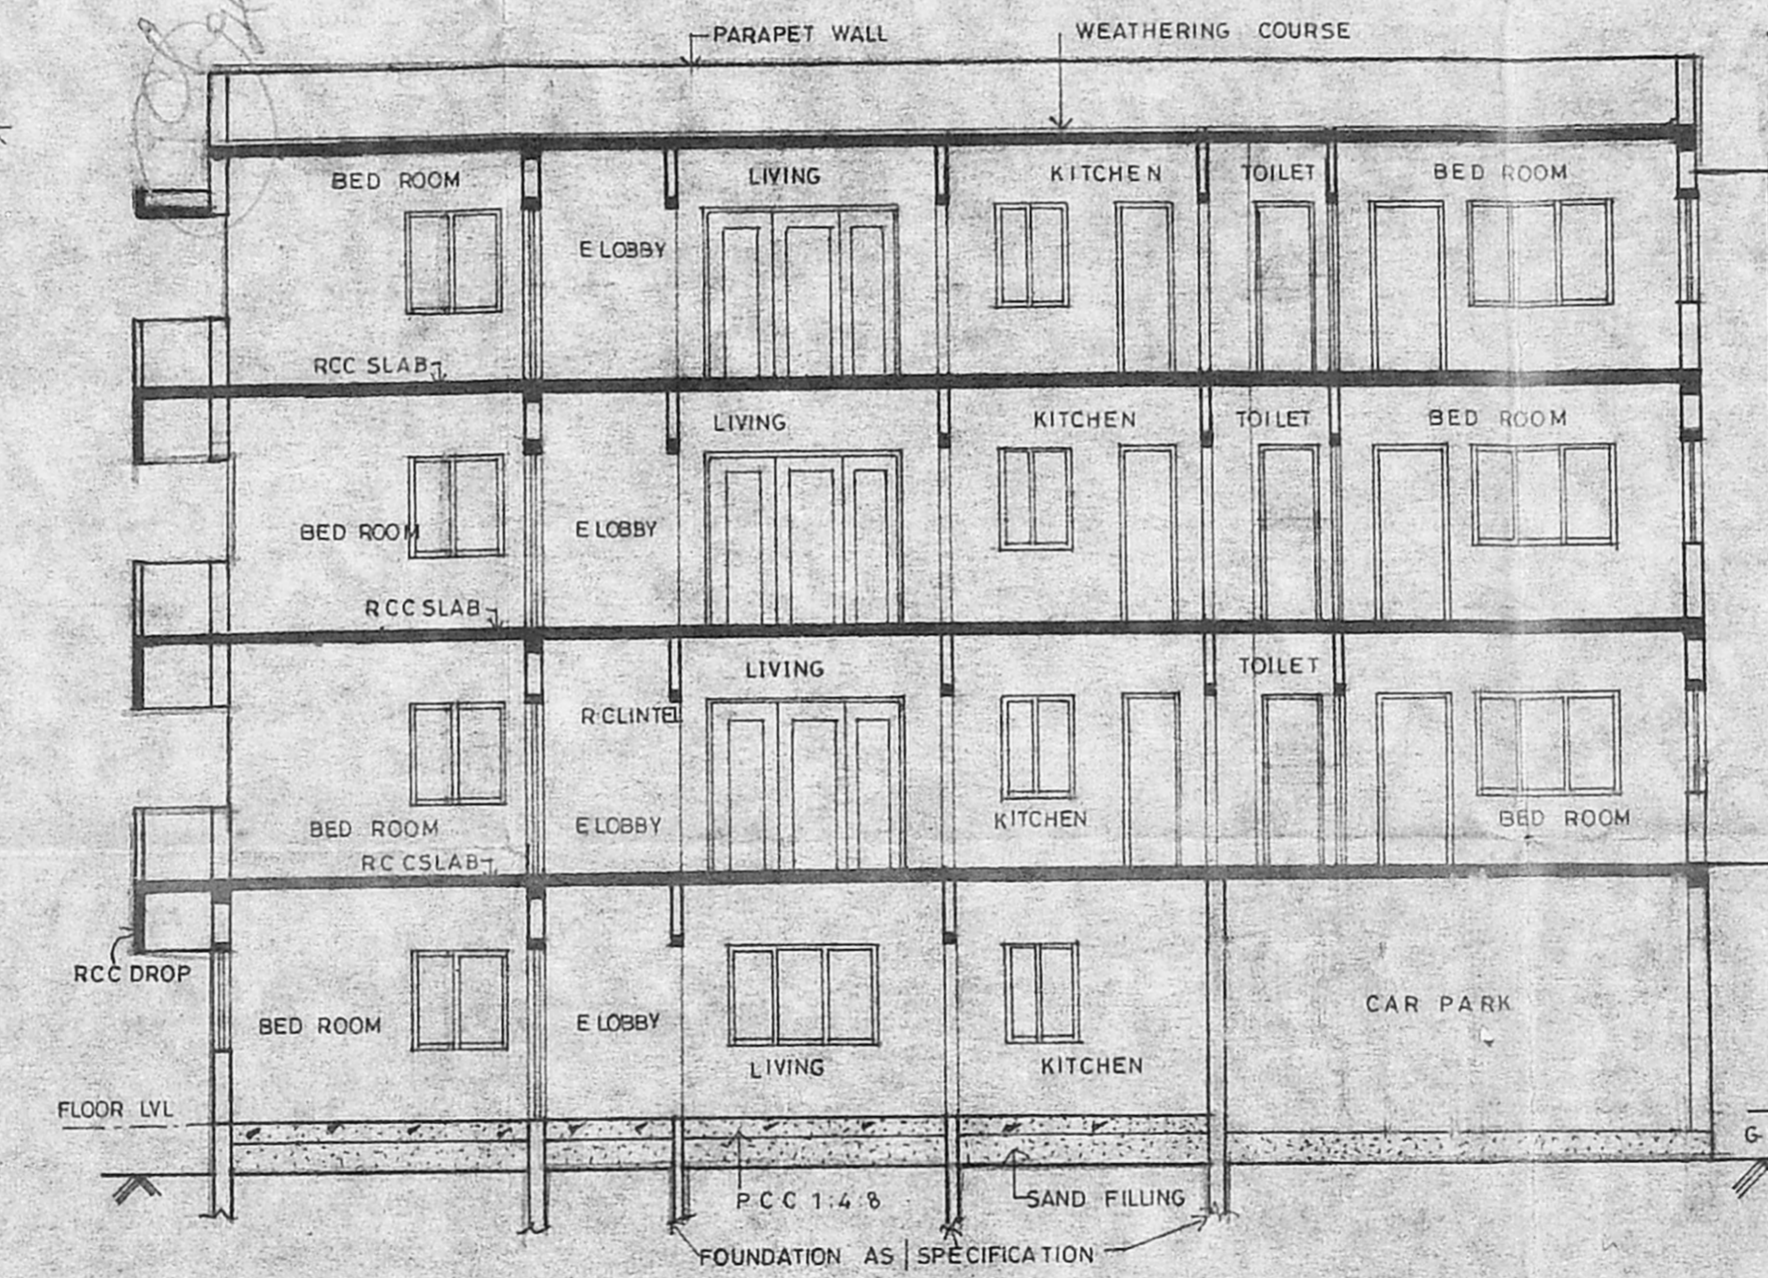 PARAPET WALL
WEATHERING COURSE
BED ROOM
LIVING
KITCHEN
TOILET
BED ROOM
E LOBBY
RCC SLAB
LIVING
KITCHEN
TOILET
BED ROOM
BED ROOM
E LOBBY
RCC SLAB
LIVING
TOILET
R C LINTEL
BED ROOM
E LOBBY
KITCHEN
BED ROOM
RC CSLAB
RCC DROP
BED ROOM
E LOBBY
LIVING
KITCHEN
CAR PARK
FLOOR LVL
G
P C C 1:4:8
SAND FILLING
FOUNDATION AS SPECIFICATION